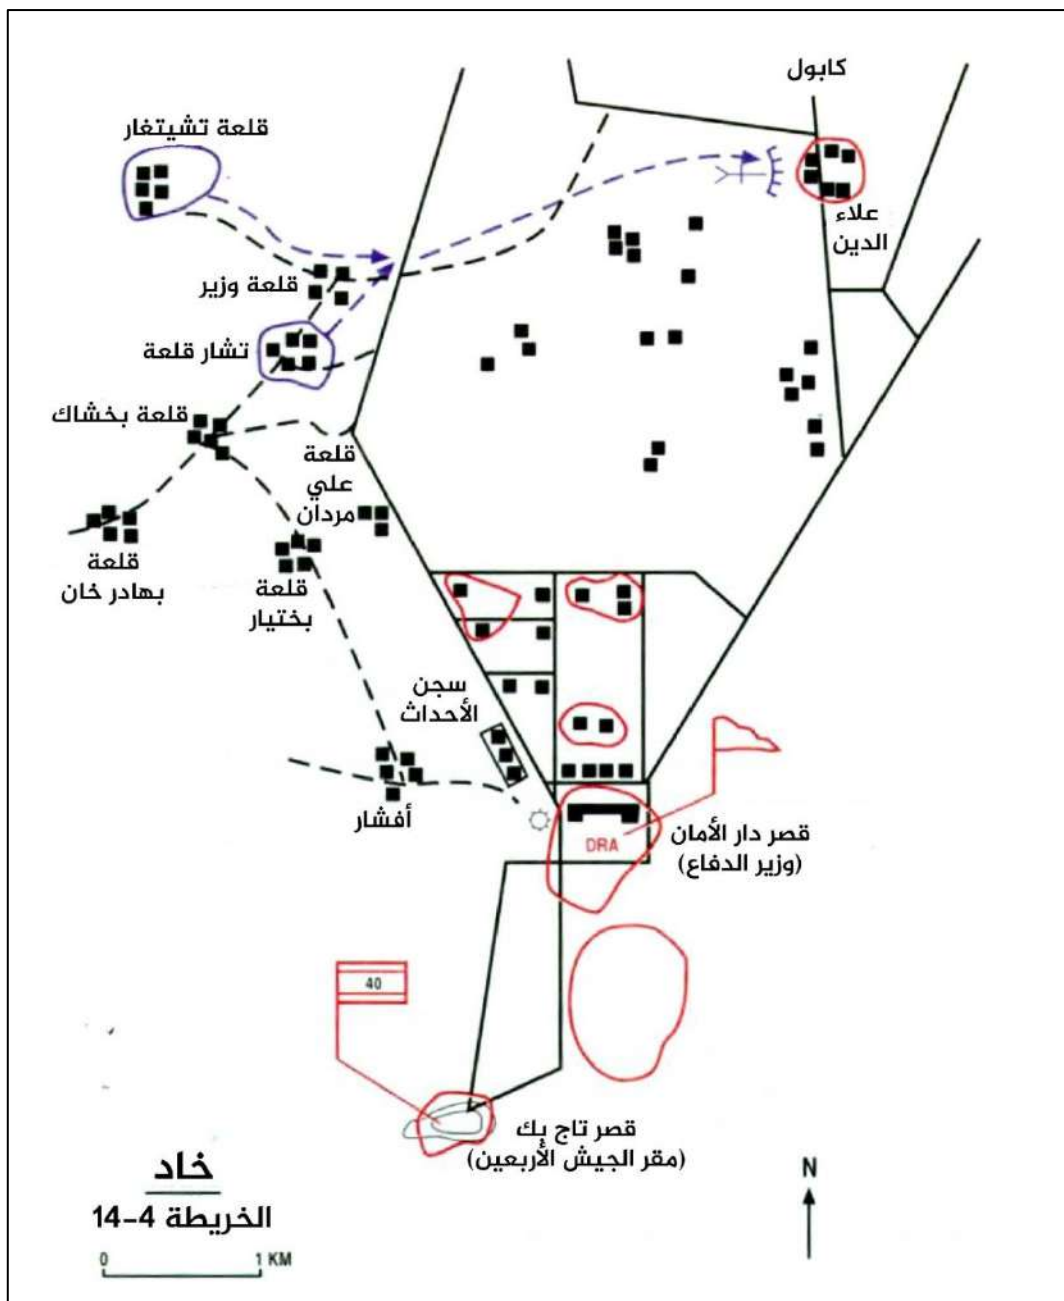 كابول
قلعة تشيتغار
علاء
الدين
قلعة وزير
تشار قلعة
قلعة بخشاك
قلعة
علي
مردان
قلعة
بهادر خان
قلعة
بختيار
سجن
الأحداث
أفشار
قصر دار الأمان
(وزير الدفاع)
DRA
40
قصر تاج بك
(مقر الجيش الأربعين)
خاد
الخريطة 4-14
0 1 KM
N